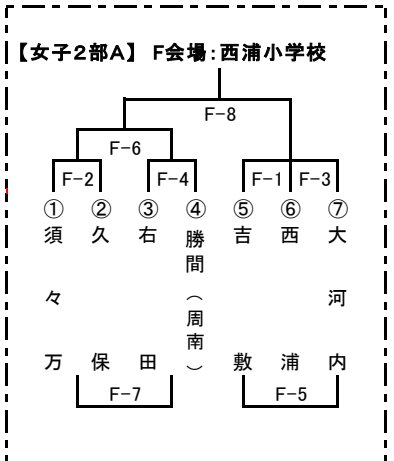 【女子2部A】 F会場：西浦小学校
F-8
F-6
F-2
F-4
F-1
F-3
①
②
③
④
⑤
⑥
⑦
須々万
久保
右田
勝間（周南）
吉敷
西浦
大河内
F-7
F-5